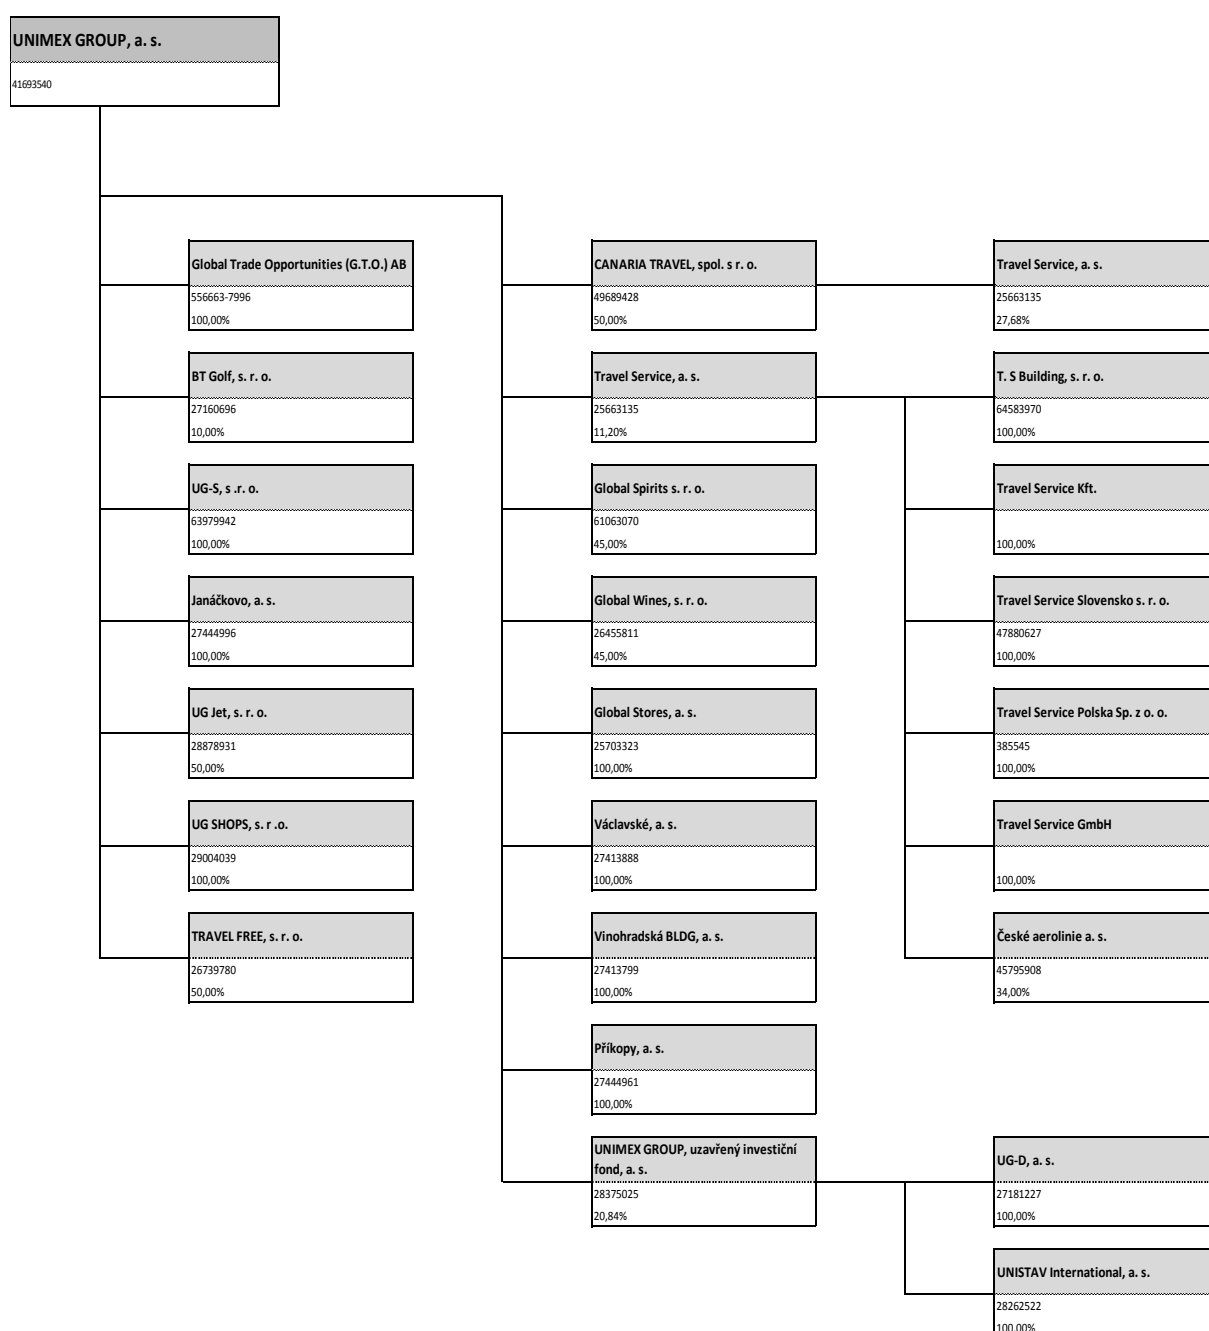 UNIMEX GROUP, a. s.
41693540
Global Trade Opportunities (G.T.O.) AB
556663-7996
100,00%
BT Golf, s. r. o.
27160696
10,00%
UG-S, s .r. o.
63979942
100,00%
Janáčkovo, a. s.
27444996
100,00%
UG Jet, s. r. o.
28878931
50,00%
UG SHOPS, s. r .o.
29004039
100,00%
TRAVEL FREE, s. r. o.
26739780
50,00%
CANARIA TRAVEL, spol. s r. o.
49689428
50,00%
Travel Service, a. s.
25663135
11,20%
Global Spirits s. r. o.
61063070
45,00%
Global Wines, s. r. o.
26455811
45,00%
Global Stores, a. s.
25703323
100,00%
Václavské, a. s.
27413888
100,00%
Vinohradská BLDG, a. s.
27413799
100,00%
Příkopy, a. s.
27444961
100,00%
UNIMEX GROUP, uzavřený investiční
fond, a. s.
28375025
20,84%
Travel Service, a. s.
25663135
27,68%
T. S Building, s. r. o.
64583970
100,00%
Travel Service Kft.
100,00%
Travel Service Slovensko s. r. o.
47880627
100,00%
Travel Service Polska Sp. z o. o.
385545
100,00%
Travel Service GmbH
100,00%
České aerolinie a. s.
45795908
34,00%
UG-D, a. s.
27181227
100,00%
UNISTAV International, a. s.
28262522
100,00%